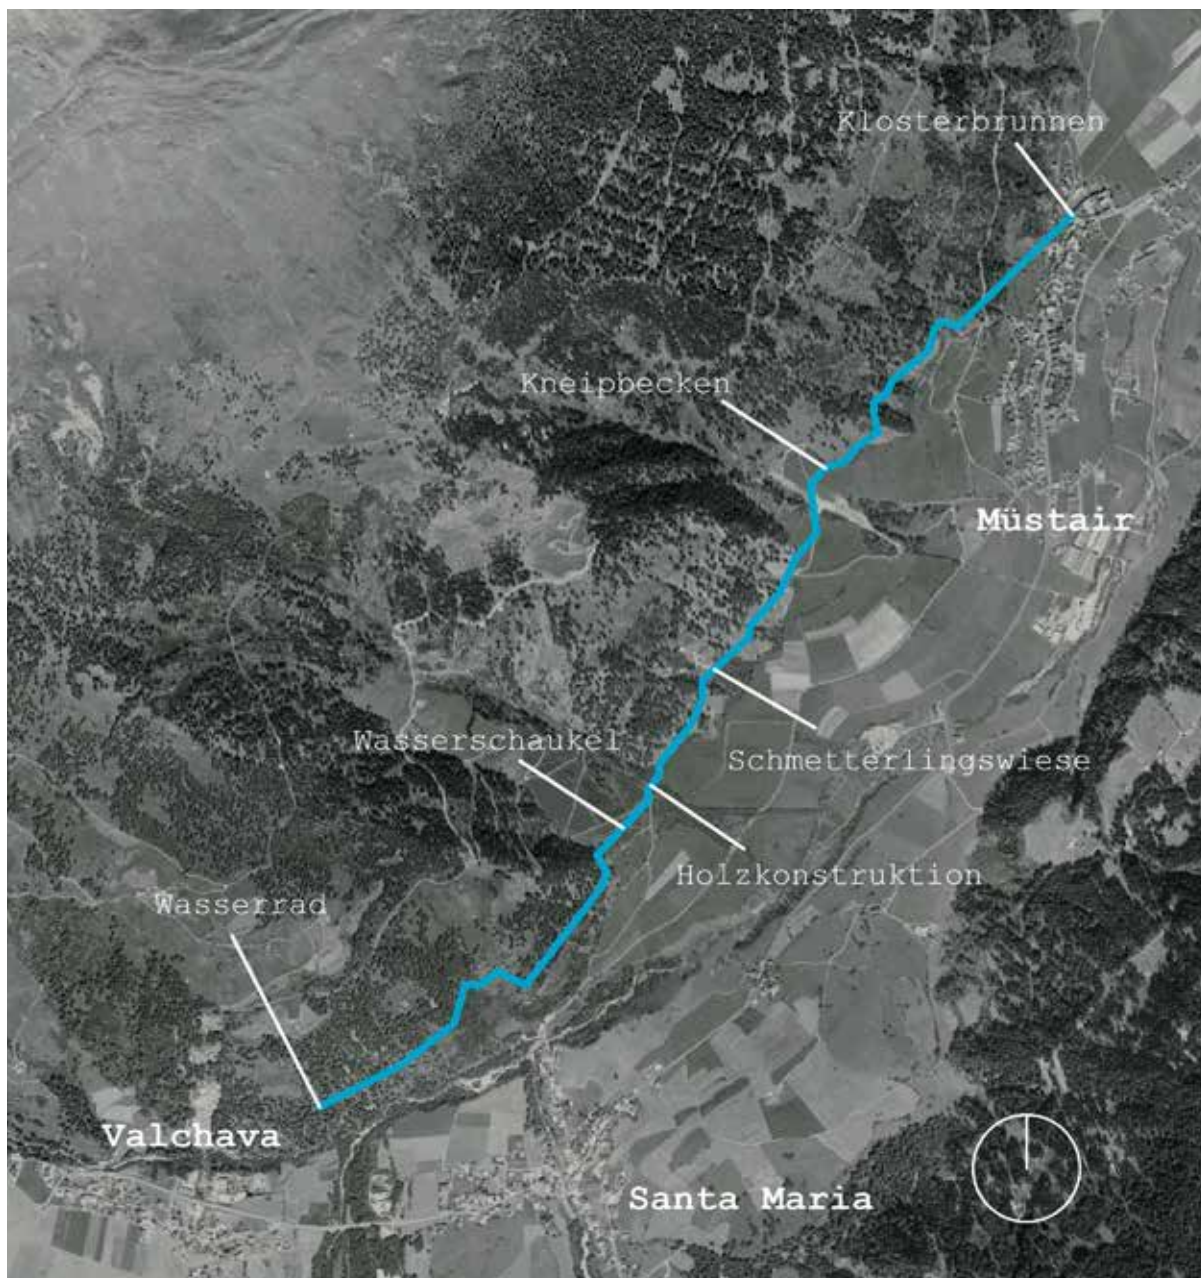 Klosterbrunnen
Kneipbecken
Müstair
Wasserschaukel
Schmetterlingswiese
Holzkonstruktion
Wasserrad
Valchava
Santa Maria